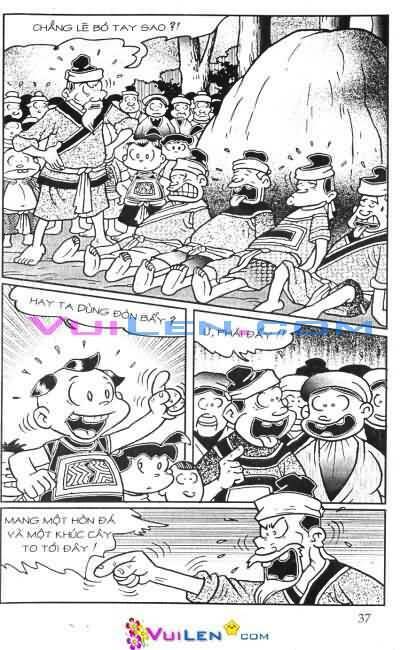 CHẲNG LẼ BÓ TAY SAO ?!
HAY TA DÙNG ĐÒN BẨY ?
Ừ, PHẢI ĐẤY !!
VUILEN.COM
MANG MỘT HÒN ĐÁ
VÀ MỘT KHÚC CÂY
TO TỚI ĐÂY !
37
VUILEN COM